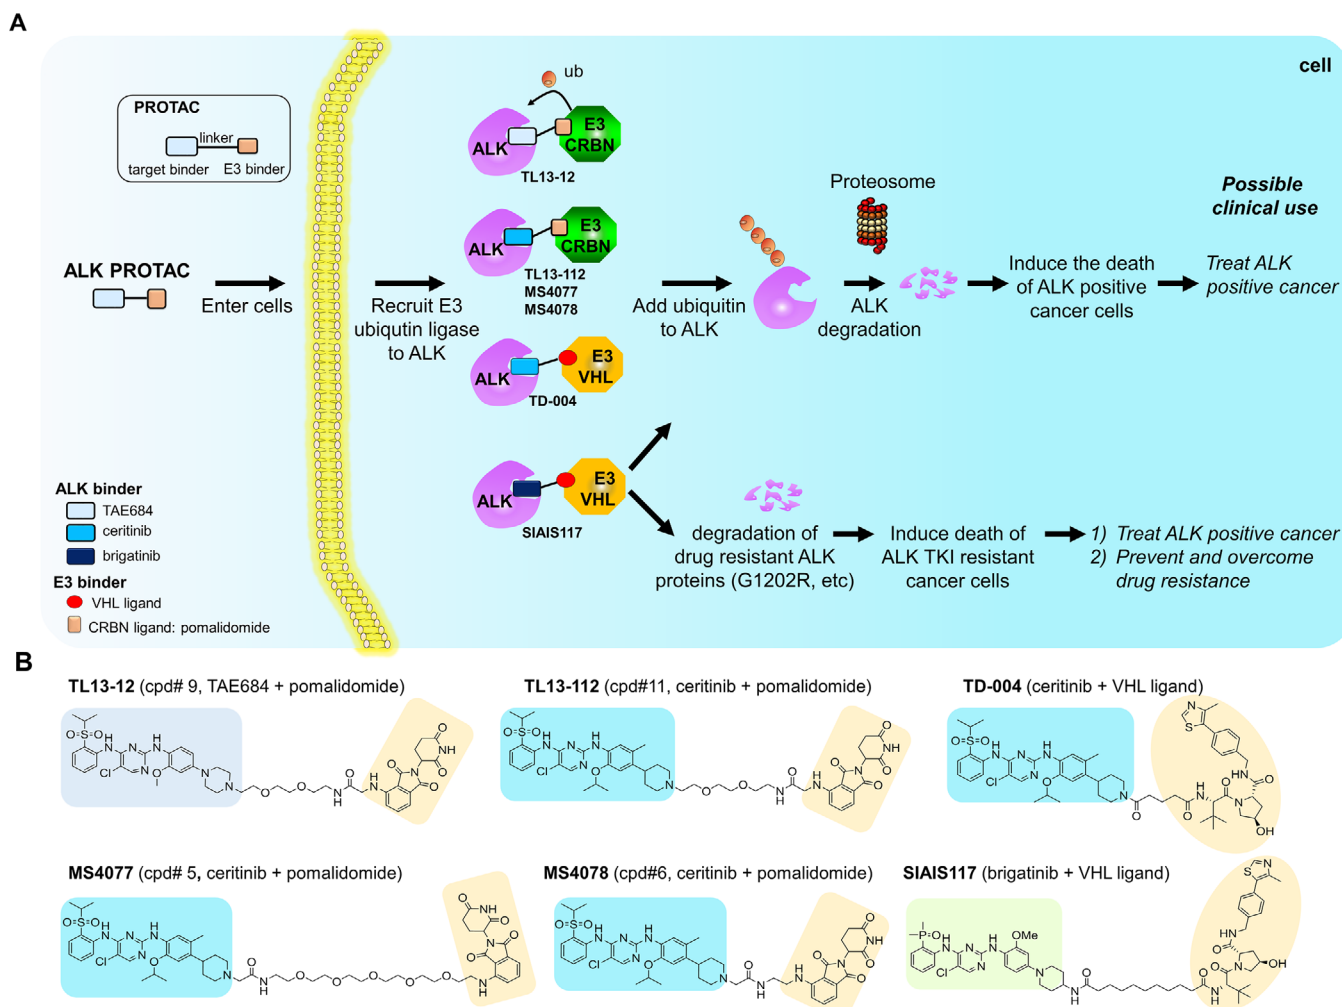 A
cell
PROTAC
linker
target binder
E3 binder
ALK PROTAC
Enter cells
Recruit E3
ubiqutin ligase
to ALK
ub
E3
ALK
CRBN
TL13-12
E3
ALK
CRBN
TL13-112
MS4077
MS4078
E3
ALK
VHL
TD-004
E3
ALK
VHL
SIAIS117
Add ubiquitin
to ALK
Proteosome
ALK
degradation
Induce the death
of ALK positive
cancer cells
Possible
clinical use
Treat ALK
positive cancer
degradation of
drug resistant ALK
proteins (G1202R, etc)
Induce death of
ALK TKI resistant
cancer cells
1) Treat ALK positive cancer
2) Prevent and overcome
drug resistance
ALK binder
TAE684
ceritinib
brigatinib
E3 binder
VHL ligand
CRBN ligand: pomalidomide
B
TL13-12 (cpd# 9, TAE684 + pomalidomide)
TL13-112 (cpd#11, ceritinib + pomalidomide)
TD-004 (ceritinib + VHL ligand)
MS4077 (cpd# 5, ceritinib + pomalidomide)
MS4078 (cpd#6, ceritinib + pomalidomide)
SIAIS117 (brigatinib + VHL ligand)